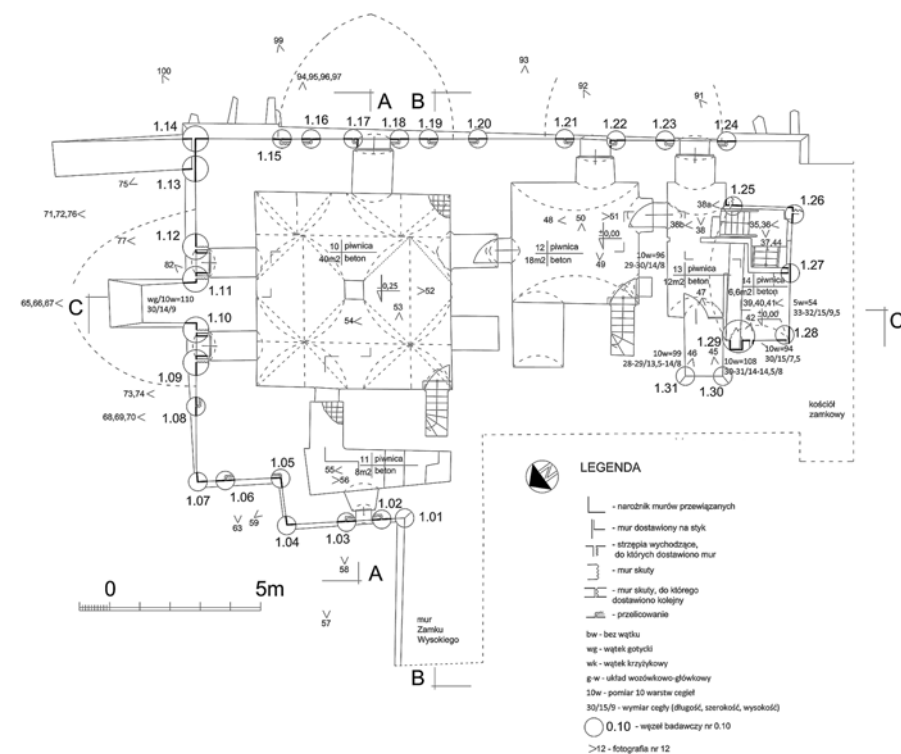 99
100
94,95,96,97
93
92
91
A
B
1.14
1.16
1.17
1.18
1.19
1.20
1.21
1.22
1.23
1.24
1.15
1.13
75
1.25
1.26
71,72,76
38a
35,36
48
50
51
36b
38
77
1.12
10 piwnica
40m2 beton
12 piwnica
18m2 beton
±0,00
37,44
82
49
10w=96
29-30/14/8
1.27
1.11
13 piwnica
12m2 beton
14 piwnica
6,6m2 beton
65,66,67
C
wg/10w=110
30/14/9
0,25
52
47
39,40,41
5w=54
33-32/15/9,5
53
54
42
±0,00
C
1.10
1.29
1.28
10w=99
28-29/13,5-14/8
46
45
10w=94
30/15/7,5
10w=108
30-31/14-14,5/8
1.09
1.31
1.30
73,74
1.08
68,69,70
kościół
zamkowy
11 piwnica
8m2 beton
55
56
1.05
1.07
1.06
63
59
1.02
1.01
1.04
1.03
58
A
57
0
5m
mur
Zamku
Wysokiego
B
N
LEGENDA
- narożnik murów przewiązanych
- mur dostawiony na styk
- strzępia wychodzące,
do których dostawiono mur
- mur skuty
- mur skuty, do którego
dostawiono kolejny
- przelicowanie
bw - bez wątku
wg - wątek gotycki
wk - wątek krzyżykowy
g-w - układ wozówkowo-główkowy
10w - pomiar 10 warstw cegieł
30/15/9 - wymiar cegły (długość, szerokość, wysokość)
0.10 - węzeł badawczy nr 0.10
>12 - fotografia nr 12